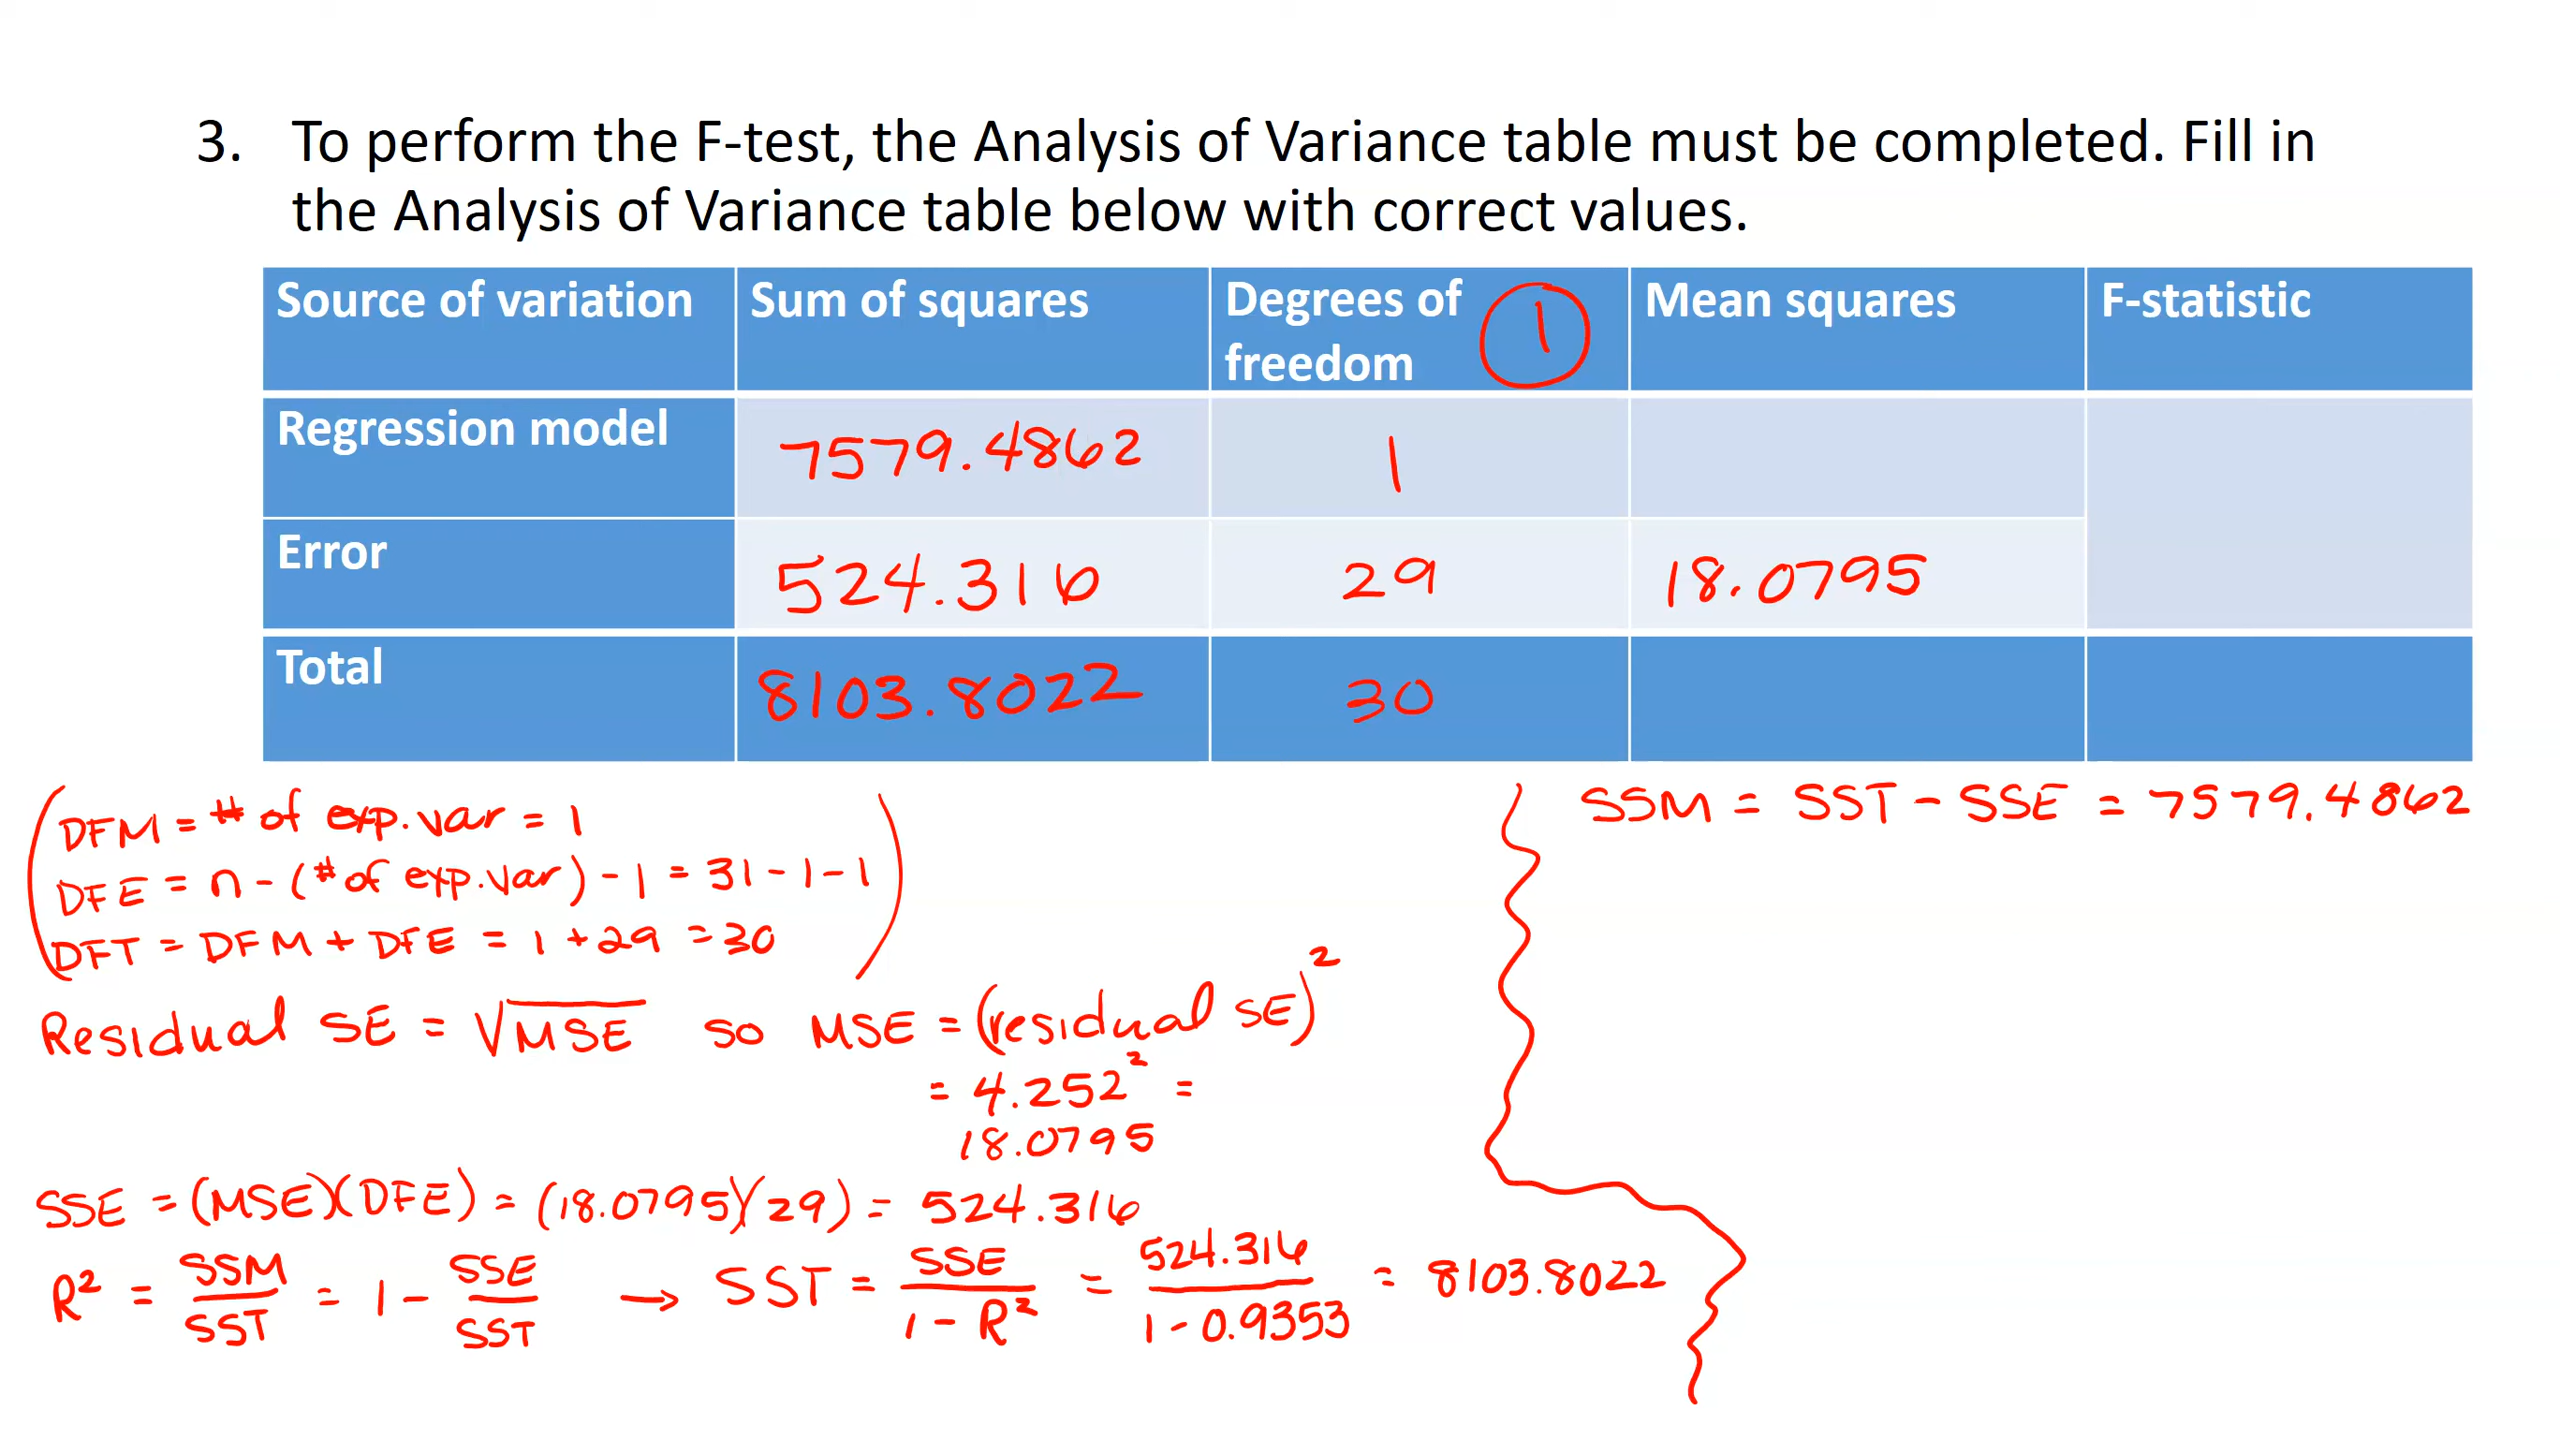 3. To perform the F-test, the Analysis of Variance table must be completed. Fill in
the Analysis of Variance table below with correct values.
Source of variation Sum of squares Degrees of freedom ① Mean squares F-statistic
Regression model 7579.4862 1
Error 524.316 29 18.0795
Total 8103.8022 30
DFM = # of exp.var = 1
DFE = n - (# of exp.var) - 1 = 31 - 1 - 1
DFT = DFM + DFE = 1 + 29 = 30
Residual SE = √MSE so MSE = (residual SE)²
= 4.252² =
18.0795
SSE = (MSE)(DFE) = (18.0795)(29) = 524.316
R² = SSM/SST = 1 - SSE/SST → SST = SSE/1 - R² = 524.316/1 - 0.9353 = 8103.8022
SSM = SST - SSE = 7579.4862